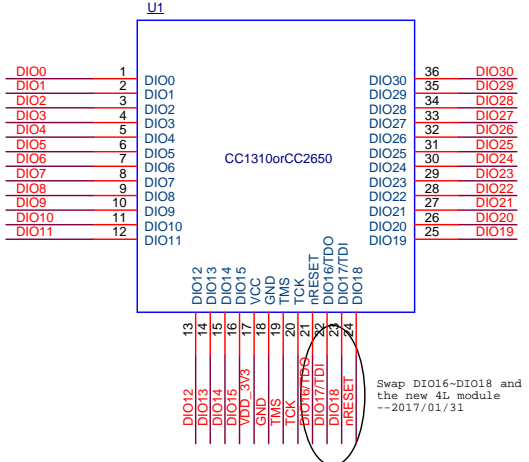 U1
DIO0 1 DIO0 DIO30 36 DIO30
DIO1 2 DIO1 DIO29 35 DIO29
DIO2 3 DIO2 DIO28 34 DIO28
DIO3 4 DIO3 DIO27 33 DIO27
DIO4 5 DIO4 DIO26 32 DIO26
DIO5 6 DIO5 DIO25 31 DIO25
DIO6 7 DIO6 DIO24 30 DIO24
DIO7 8 DIO7 DIO23 29 DIO23
DIO8 9 DIO8 DIO22 28 DIO22
DIO9 10 DIO9 DIO21 27 DIO21
DIO10 11 DIO10 DIO20 26 DIO20
DIO11 12 DIO11 DIO19 25 DIO19
CC1310orCC2650
DIO12
DIO13
DIO14
DIO15
VCC
GND
TMS
TCK
nRESET
DIO16/TDO
DIO17/TDI
DIO18
13
14
15
16
17
18
19
20
21
22
23
24
DIO12
DIO13
DIO14
DIO15
VDD_3V3
GND
TMS
TCK
DIO16/TDO
DIO17/TDI
DIO18
nRESET
Swap DIO16~DIO18 and
the new 4L module
--2017/01/31